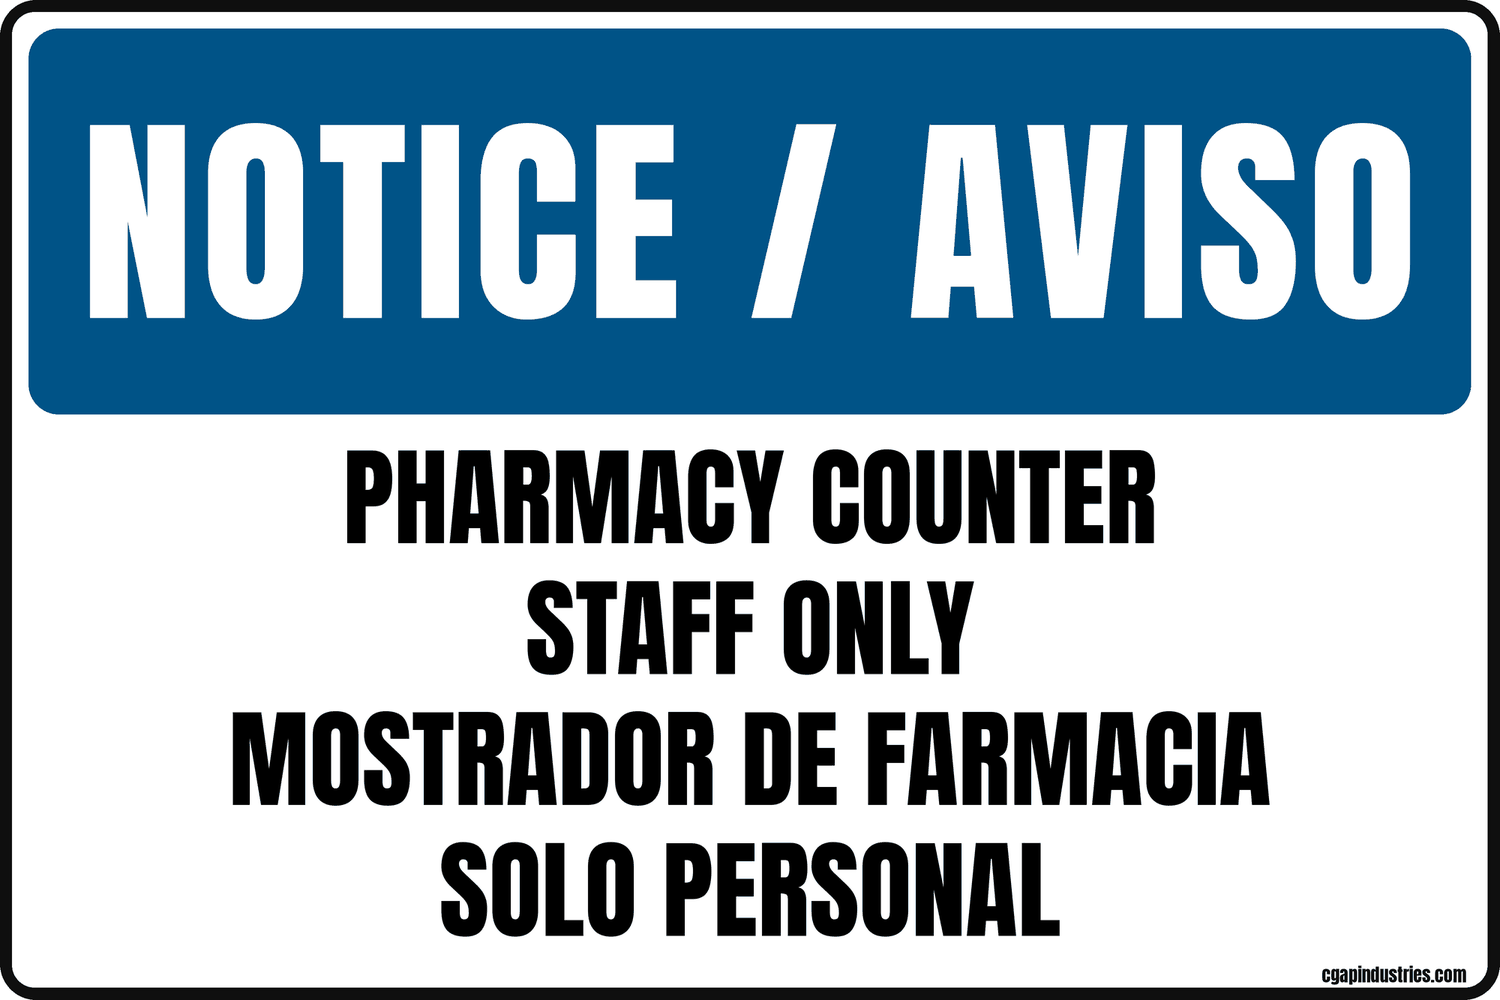 NOTICE / AVISO
PHARMACY COUNTER
STAFF ONLY
MOSTRADOR DE FARMACIA
SOLO PERSONAL
cgapindustries.com